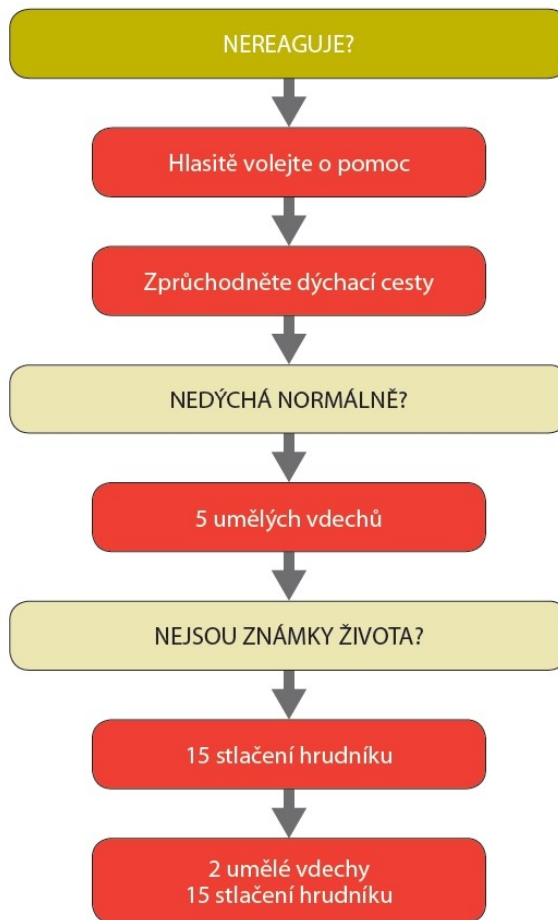 NEREAGUJE?
Hlasitě volejte o pomoc
Zprůchodněte dýchací cesty
NEDÝCHÁ NORMÁLNĚ?
5 umělých vdechů
NEJSOU ZNÁMKY ŽIVOTA?
15 stlačení hrudníku
2 umělé vdechy
15 stlačení hrudníku